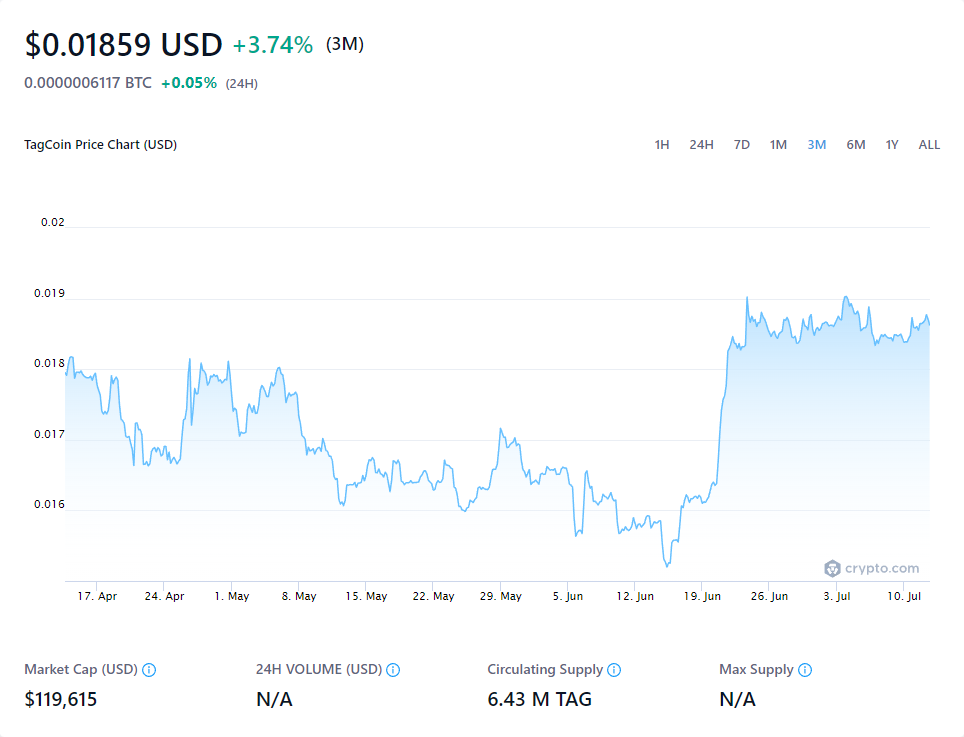 $0.01859 USD +3.74% (3M)
0.0000006117 BTC +0.05% (24H)
TagCoin Price Chart (USD) 1H 24H 7D 1M 3M 6M 1Y ALL
0.02
0.019
0.018
0.017
0.016
crypto.com
17. Apr 24. Apr 1. May 8. May 15. May 22. May 29. May 5. Jun 12. Jun 19. Jun 26. Jun 3. Jul 10. Jul
Market Cap (USD) 24H VOLUME (USD) Circulating Supply Max Supply
$119,615 N/A 6.43 M TAG N/A